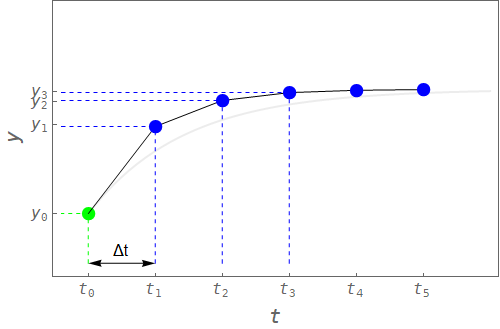 y₃
y₂
y₁
y
y₀
Δt
t₀ t₁ t₂ t₃ t₄ t₅
t